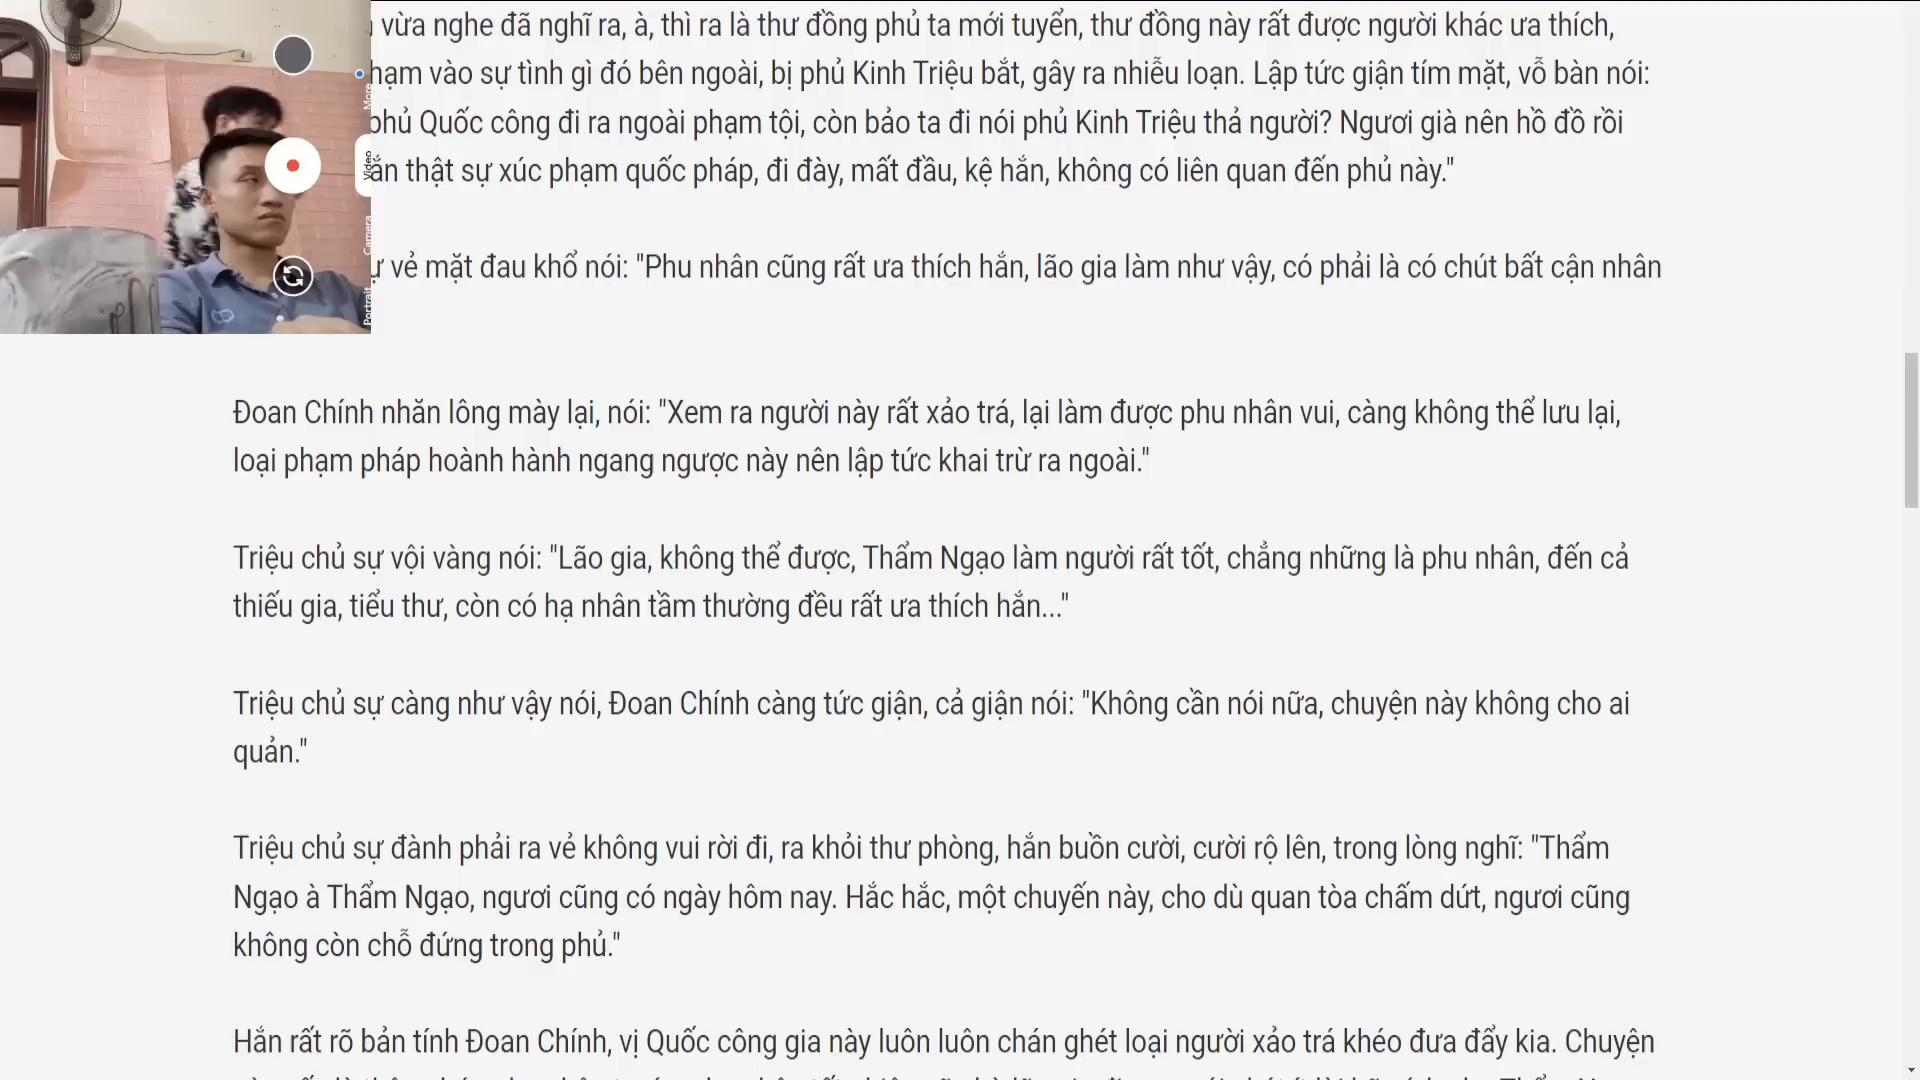 vừa nghe đã nghĩ ra, à, thì ra là thư đồng phủ ta mới tuyển, thư đồng này rất được người khác ưa thích,
More
vào sự tình gì đó bên ngoài, bị phủ Kinh Triệu bắt, gây ra nhiễu loạn. Lập tức giận tím mặt, vỗ bàn nói:
phủ Quốc công đi ra ngoài phạm tội, còn bảo ta đi nói phủ Kinh Triệu thả người? Ngươi già nên hồ đồ rồi
Video
thật sự xúc phạm quốc pháp, đi đày, mất đầu, kệ hắn, không có liên quan đến phủ này."
Camera
vẻ mặt đau khổ nói: "Phu nhân cũng rất ưa thích hắn, lão gia làm như vậy, có phải là có chút bất cận nhân
Portrait
Đoan Chính nhăn lông mày lại, nói: "Xem ra người này rất xảo trá, lại làm được phu nhân vui, càng không thể lưu lại,
loại phạm pháp hoành hành ngang ngược này nên lập tức khai trừ ra ngoài."
Triệu chủ sự vội vàng nói: "Lão gia, không thể được, Thẩm Ngạo làm người rất tốt, chẳng những là phu nhân, đến cả
thiếu gia, tiểu thư, còn có hạ nhân tầm thường đều rất ưa thích hắn..."
Triệu chủ sự càng như vậy nói, Đoan Chính càng tức giận, cả giận nói: "Không cần nói nữa, chuyện này không cho ai
quản."
Triệu chủ sự đành phải ra vẻ không vui rời đi, ra khỏi thư phòng, hắn buồn cười, cười rộ lên, trong lòng nghĩ: "Thẩm
Ngạo à Thẩm Ngạo, ngươi cũng có ngày hôm nay. Hắc hắc, một chuyến này, cho dù quan tòa chấm dứt, ngươi cũng
không còn chỗ đứng trong phủ."
Hắn rất rõ bản tính Đoan Chính, vị Quốc công gia này luôn luôn chán ghét loại người xảo trá khéo đưa đẩy kia. Chuyện